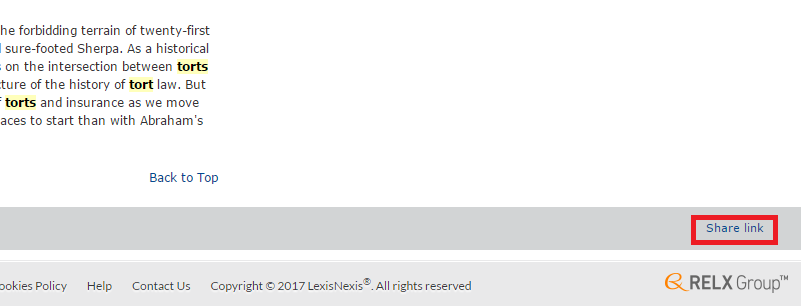 he forbidding terrain of twenty-first
sure-footed Sherpa. As a historical
on the intersection between torts
cture of the history of tort law. But
torts and insurance as we move
aces to start than with Abraham's
Back to Top
Share link
ookies Policy Help Contact Us Copyright © 2017 LexisNexis®. All rights reserved
RELX Group™